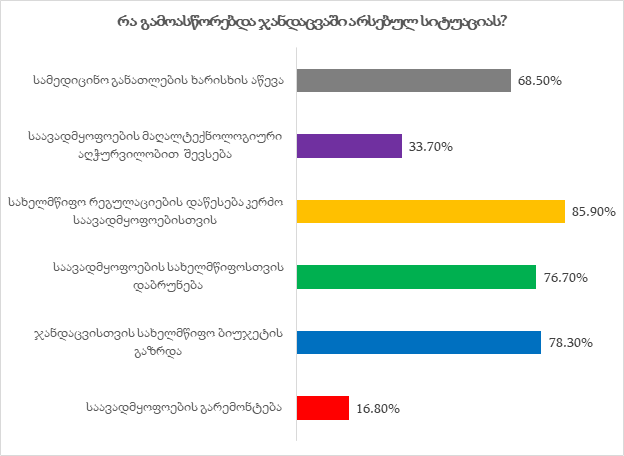 რა გამოასწორებდა ჯანდაცვაში არსებულ სიტუაციას?
სამედიცინო განათლების ხარისხის აწევა
68.50%
საავადმყოფოების მაღალტექნოლოგიური
აღჭურვილობით შევსება
33.70%
სახელმწიფო რეგულაციების დაწესება კერძო
საავადმყოფოებისთვის
85.90%
საავადმყოფოების სახელმწიფოსთვის
დაბრუნება
76.70%
ჯანდაცვისთვის სახელმწიფო ბიუჯეტის
გაზრდა
78.30%
საავადმყოფოების გარემონტება
16.80%